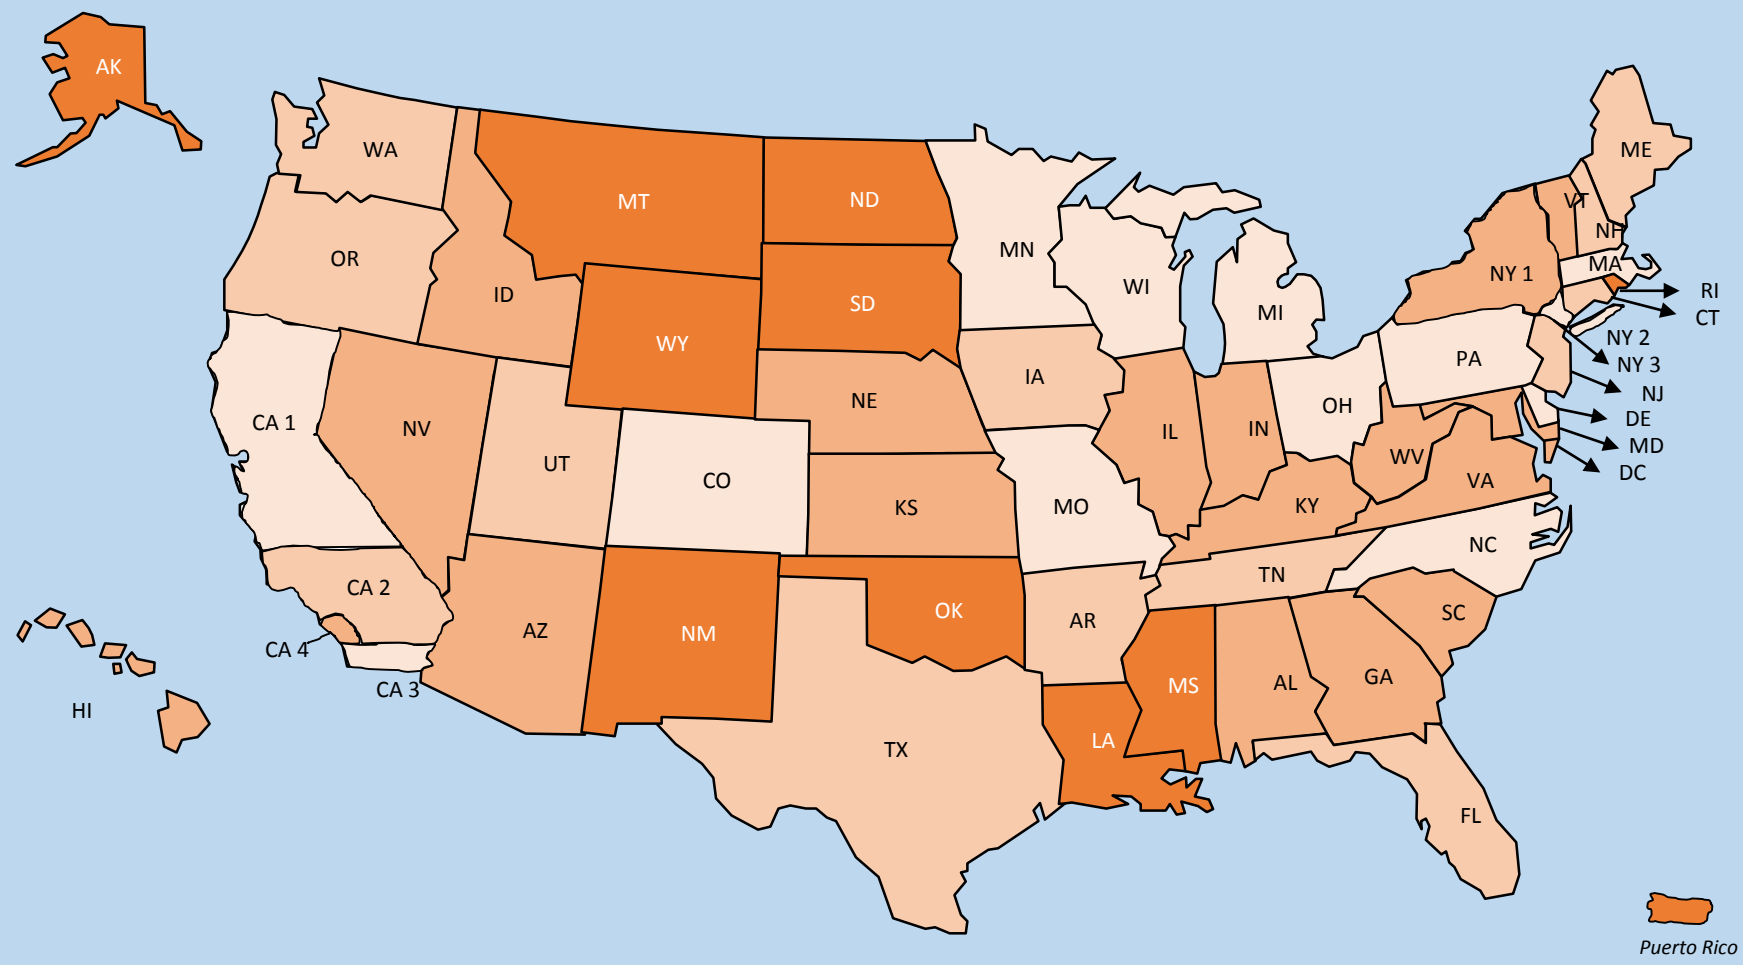 AK
WA
ME
MT
ND
VT
NH
OR
MN
MA
NY 1
ID
SD
WI
RI
MI
CT
WY
NY 2
PA
NY 3
IA
NJ
NE
OH
DE
CA 1
NV
IL
IN
MD
WV
UT
DC
CO
VA
KS
MO
KY
NC
CA 2
TN
OK
AR
SC
AZ
NM
CA 4
GA
AL
MS
CA 3
HI
LA
TX
FL
Puerto Rico